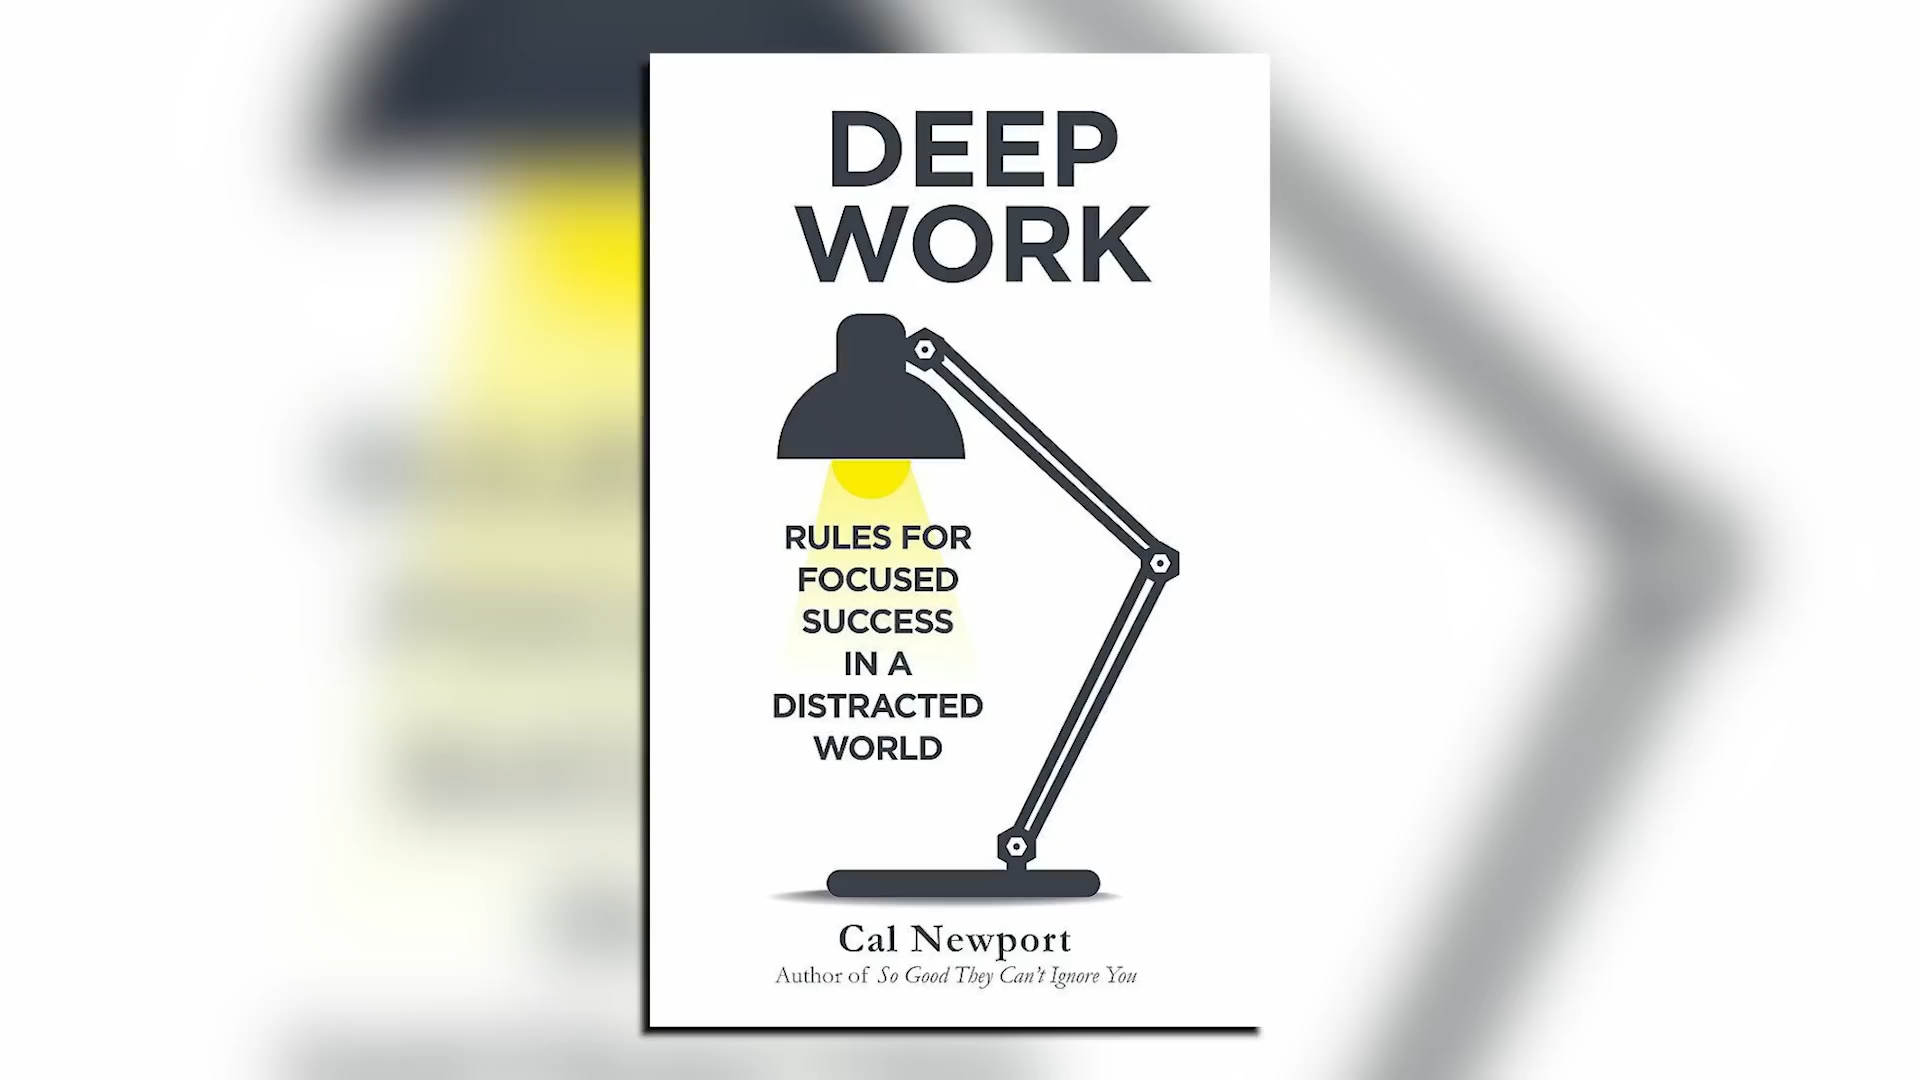 DEEP
WORK
RULES FOR
FOCUSED
SUCCESS
IN A
DISTRACTED
WORLD
Cal Newport
Author of So Good They Can't Ignore You